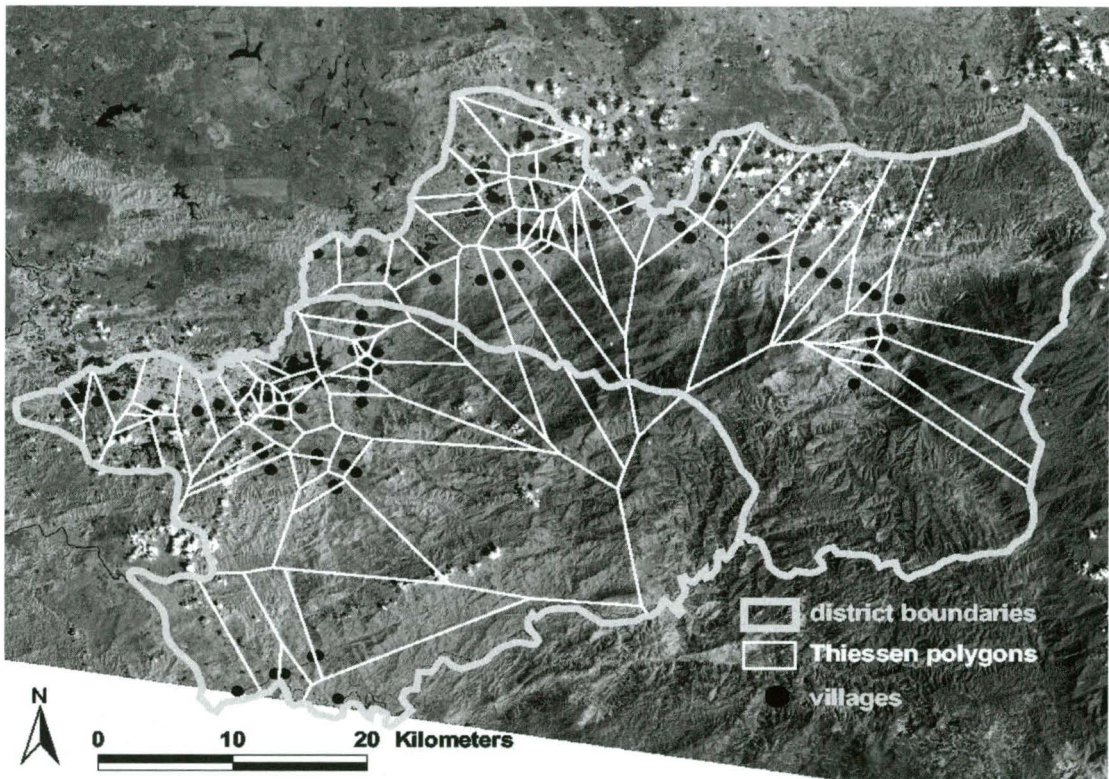 district boundaries
Thiessen polygons
villages
N
0 10 20 Kilometers